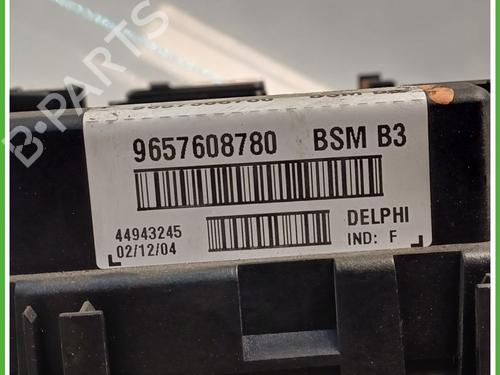 B-PARTS
9657608780 BSM B3
44943245 DELPHI
02/12/04 IND: F